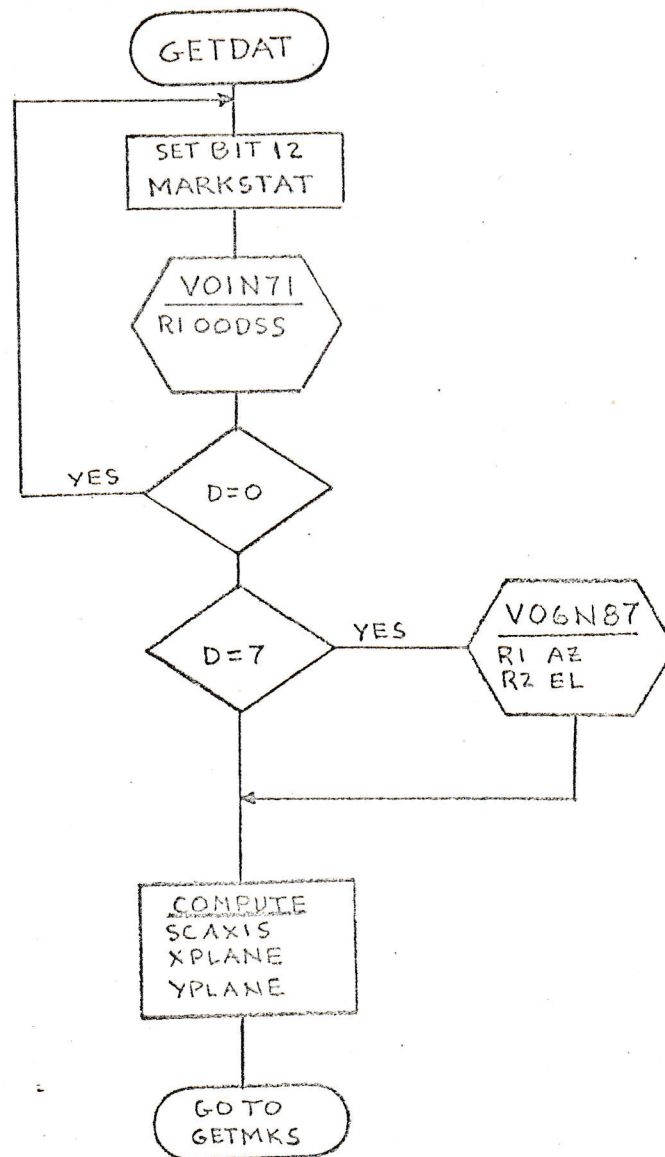 GETDAT
SET BIT 12
MARKSTAT
V01N71
R1 00DSS
YES
D=0
D=7
YES
V06N87
R1 AZ
R2 EL
COMPUTE
SCAXIS
XPLANE
YPLANE
GO TO
GETMKS